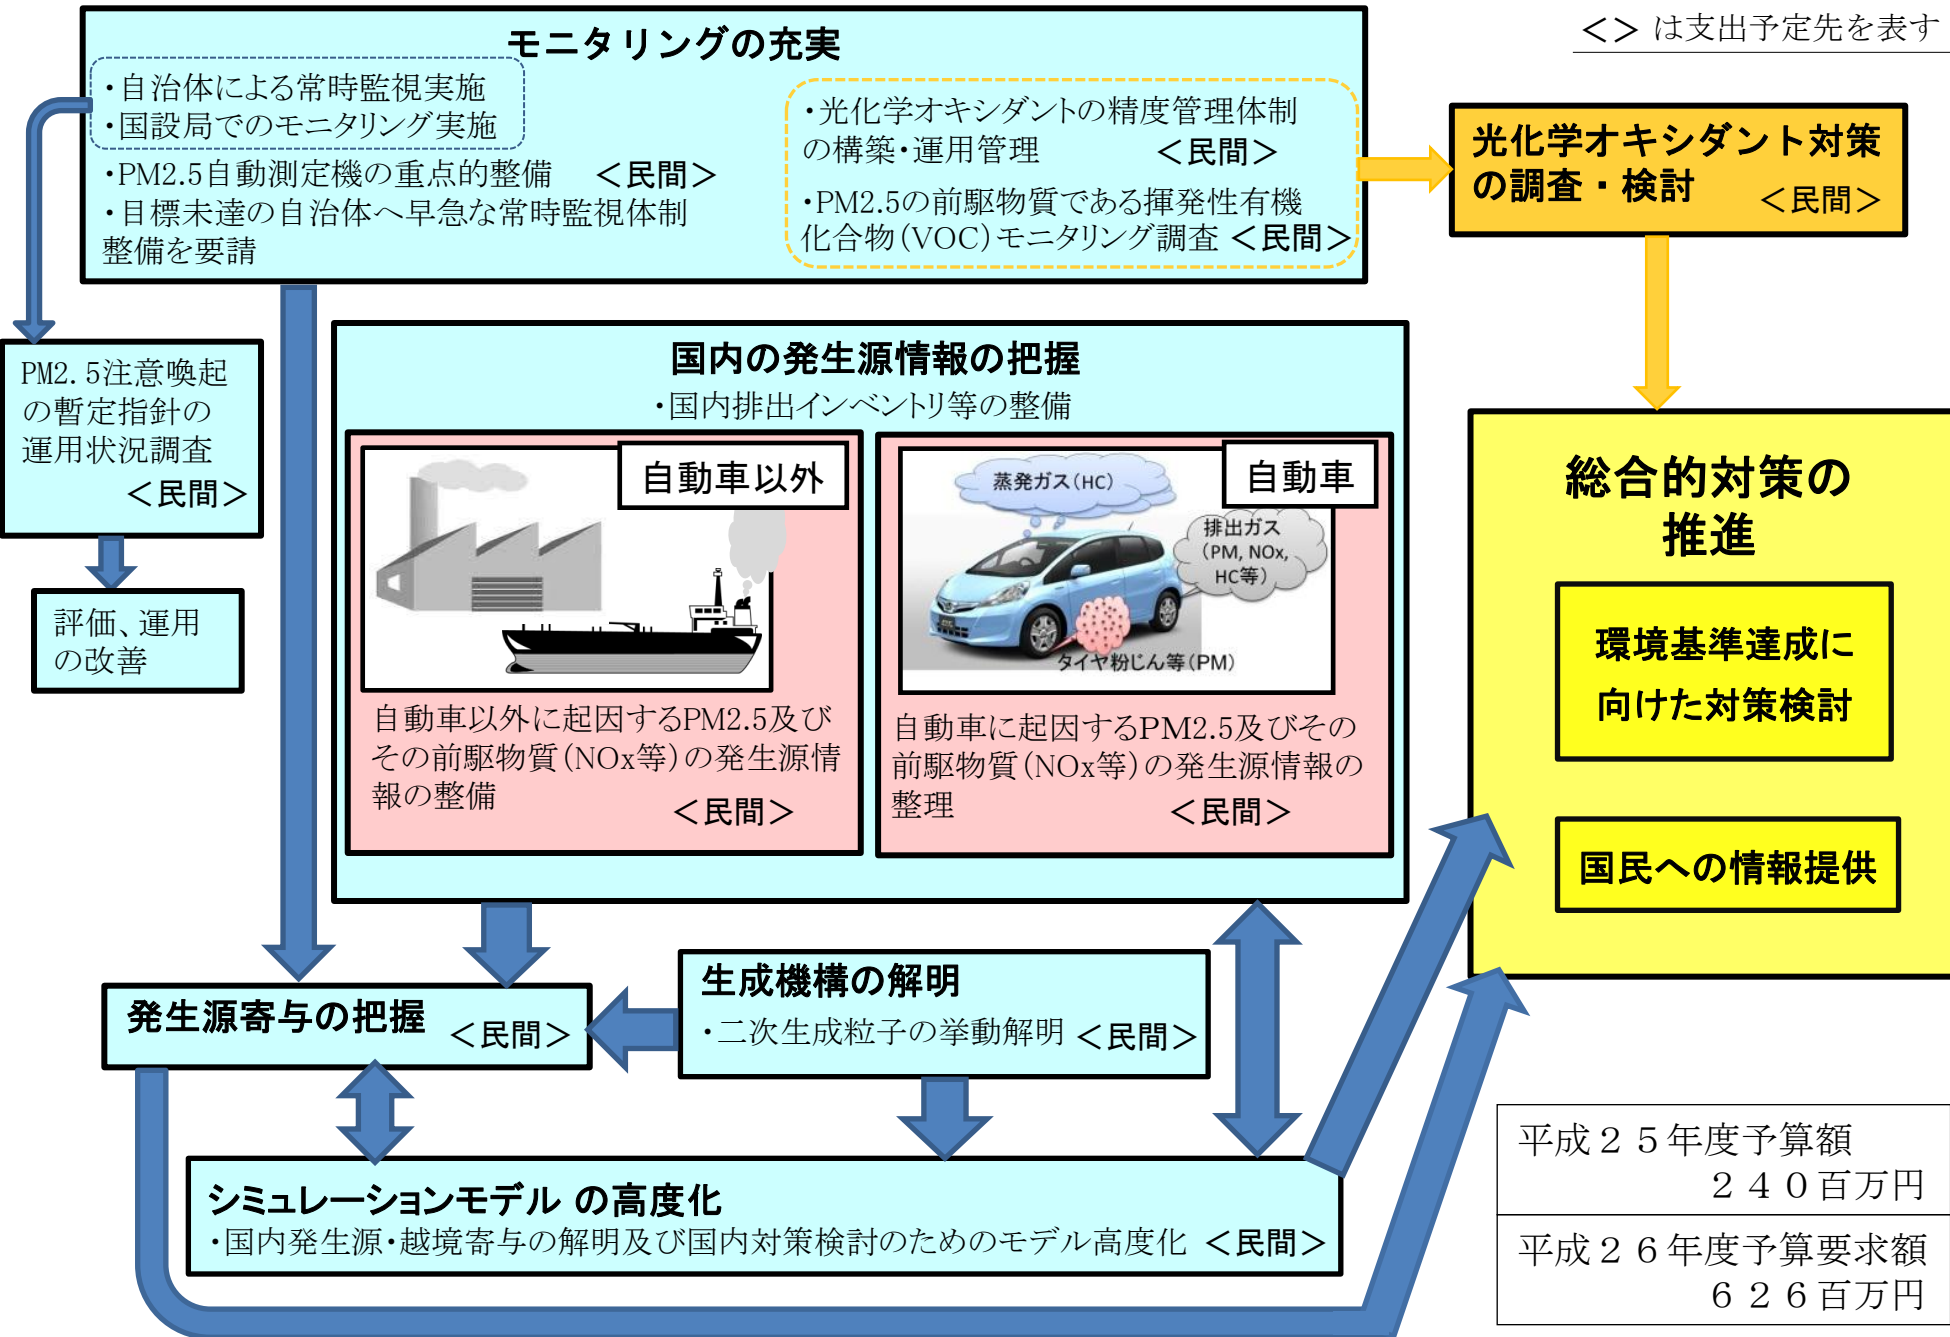 <> は支出予定先を表す
モニタリングの充実
・自治体による常時監視実施
・国設局でのモニタリング実施
・PM2.5自動測定機の重点的整備 <民間>
・目標未達の自治体へ早急な常時監視体制
整備を要請
・光化学オキシダントの精度管理体制
の構築・運用管理 <民間>
・PM2.5の前駆物質である揮発性有機
化合物(VOC)モニタリング調査 <民間>
光化学オキシダント対策
の調査・検討 <民間>
PM2.5注意喚起
の暫定指針の
運用状況調査
<民間>
評価、運用
の改善
国内の発生源情報の把握
・国内排出インベントリ等の整備
自動車以外
自動車以外に起因するPM2.5及び
その前駆物質(NOx等)の発生源情
報の整備 <民間>
自動車
蒸発ガス(HC)
排出ガス
(PM, NOx,
HC等)
タイヤ粉じん等(PM)
自動車に起因するPM2.5及びその
前駆物質(NOx等)の発生源情報の
整理 <民間>
総合的対策の
推進
環境基準達成に
向けた対策検討
国民への情報提供
発生源寄与の把握 <民間>
生成機構の解明
・二次生成粒子の挙動解明 <民間>
シミュレーションモデル の高度化
・国内発生源・越境寄与の解明及び国内対策検討のためのモデル高度化 <民間>
平成25年度予算額
240百万円
平成26年度予算要求額
626百万円